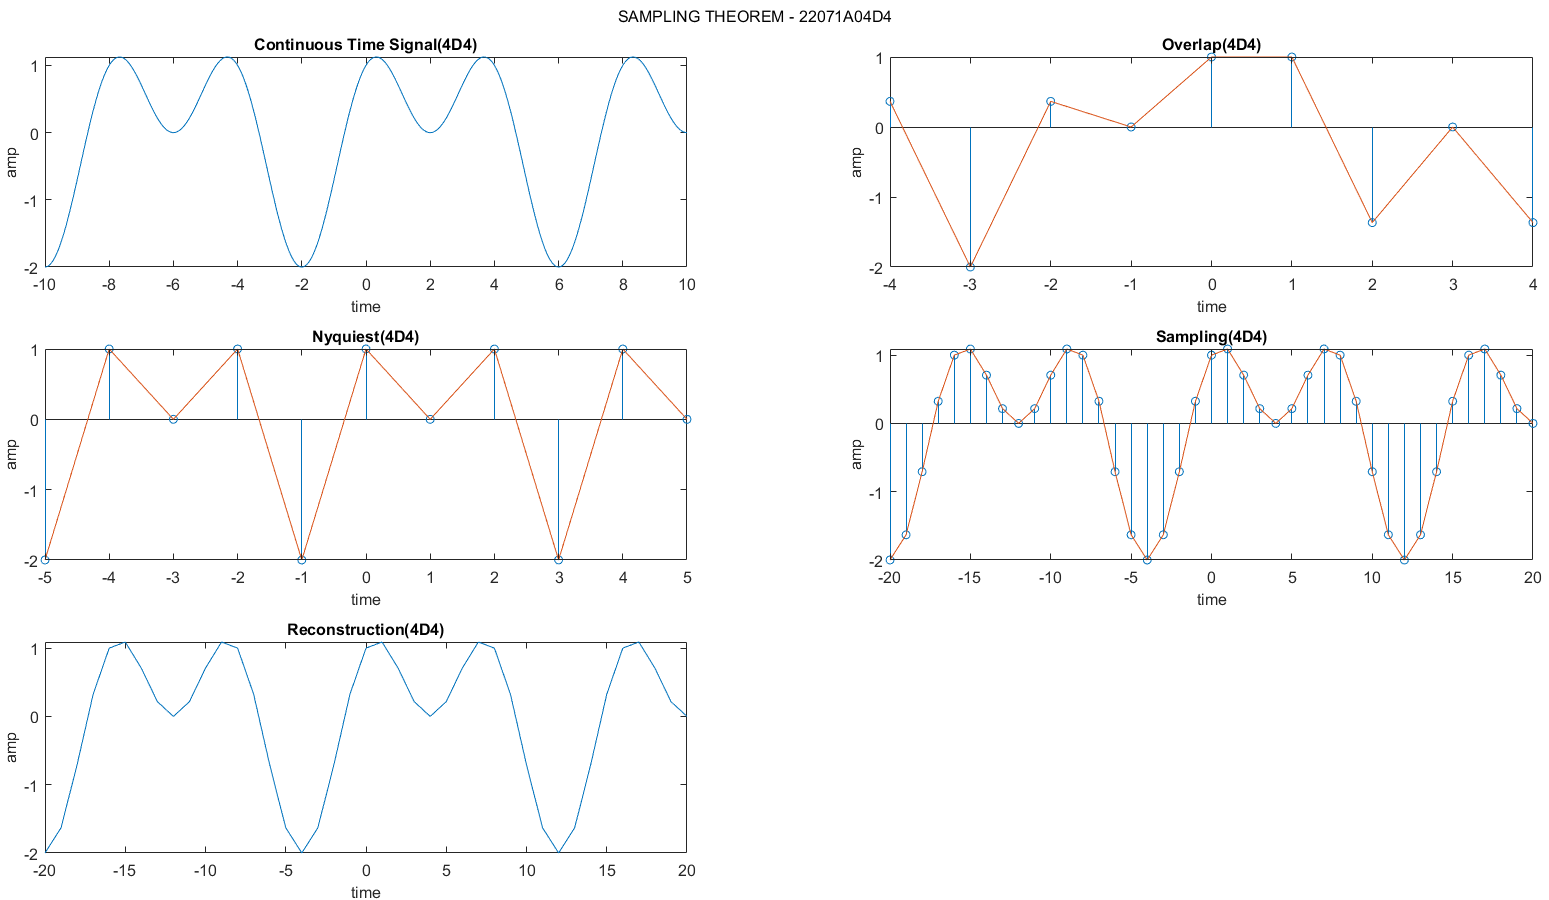 SAMPLING THEOREM - 22071A04D4
Continuous Time Signal(4D4)
1
0
-1
-2
amp
-10 -8 -6 -4 -2 0 2 4 6 8 10
time
Overlap(4D4)
1
0
-1
-2
amp
-4 -3 -2 -1 0 1 2 3 4
time
Nyquiest(4D4)
1
0
-1
-2
amp
-5 -4 -3 -2 -1 0 1 2 3 4 5
time
Sampling(4D4)
1
0
-1
-2
amp
-20 -15 -10 -5 0 5 10 15 20
time
Reconstruction(4D4)
1
0
-1
-2
amp
-20 -15 -10 -5 0 5 10 15 20
time